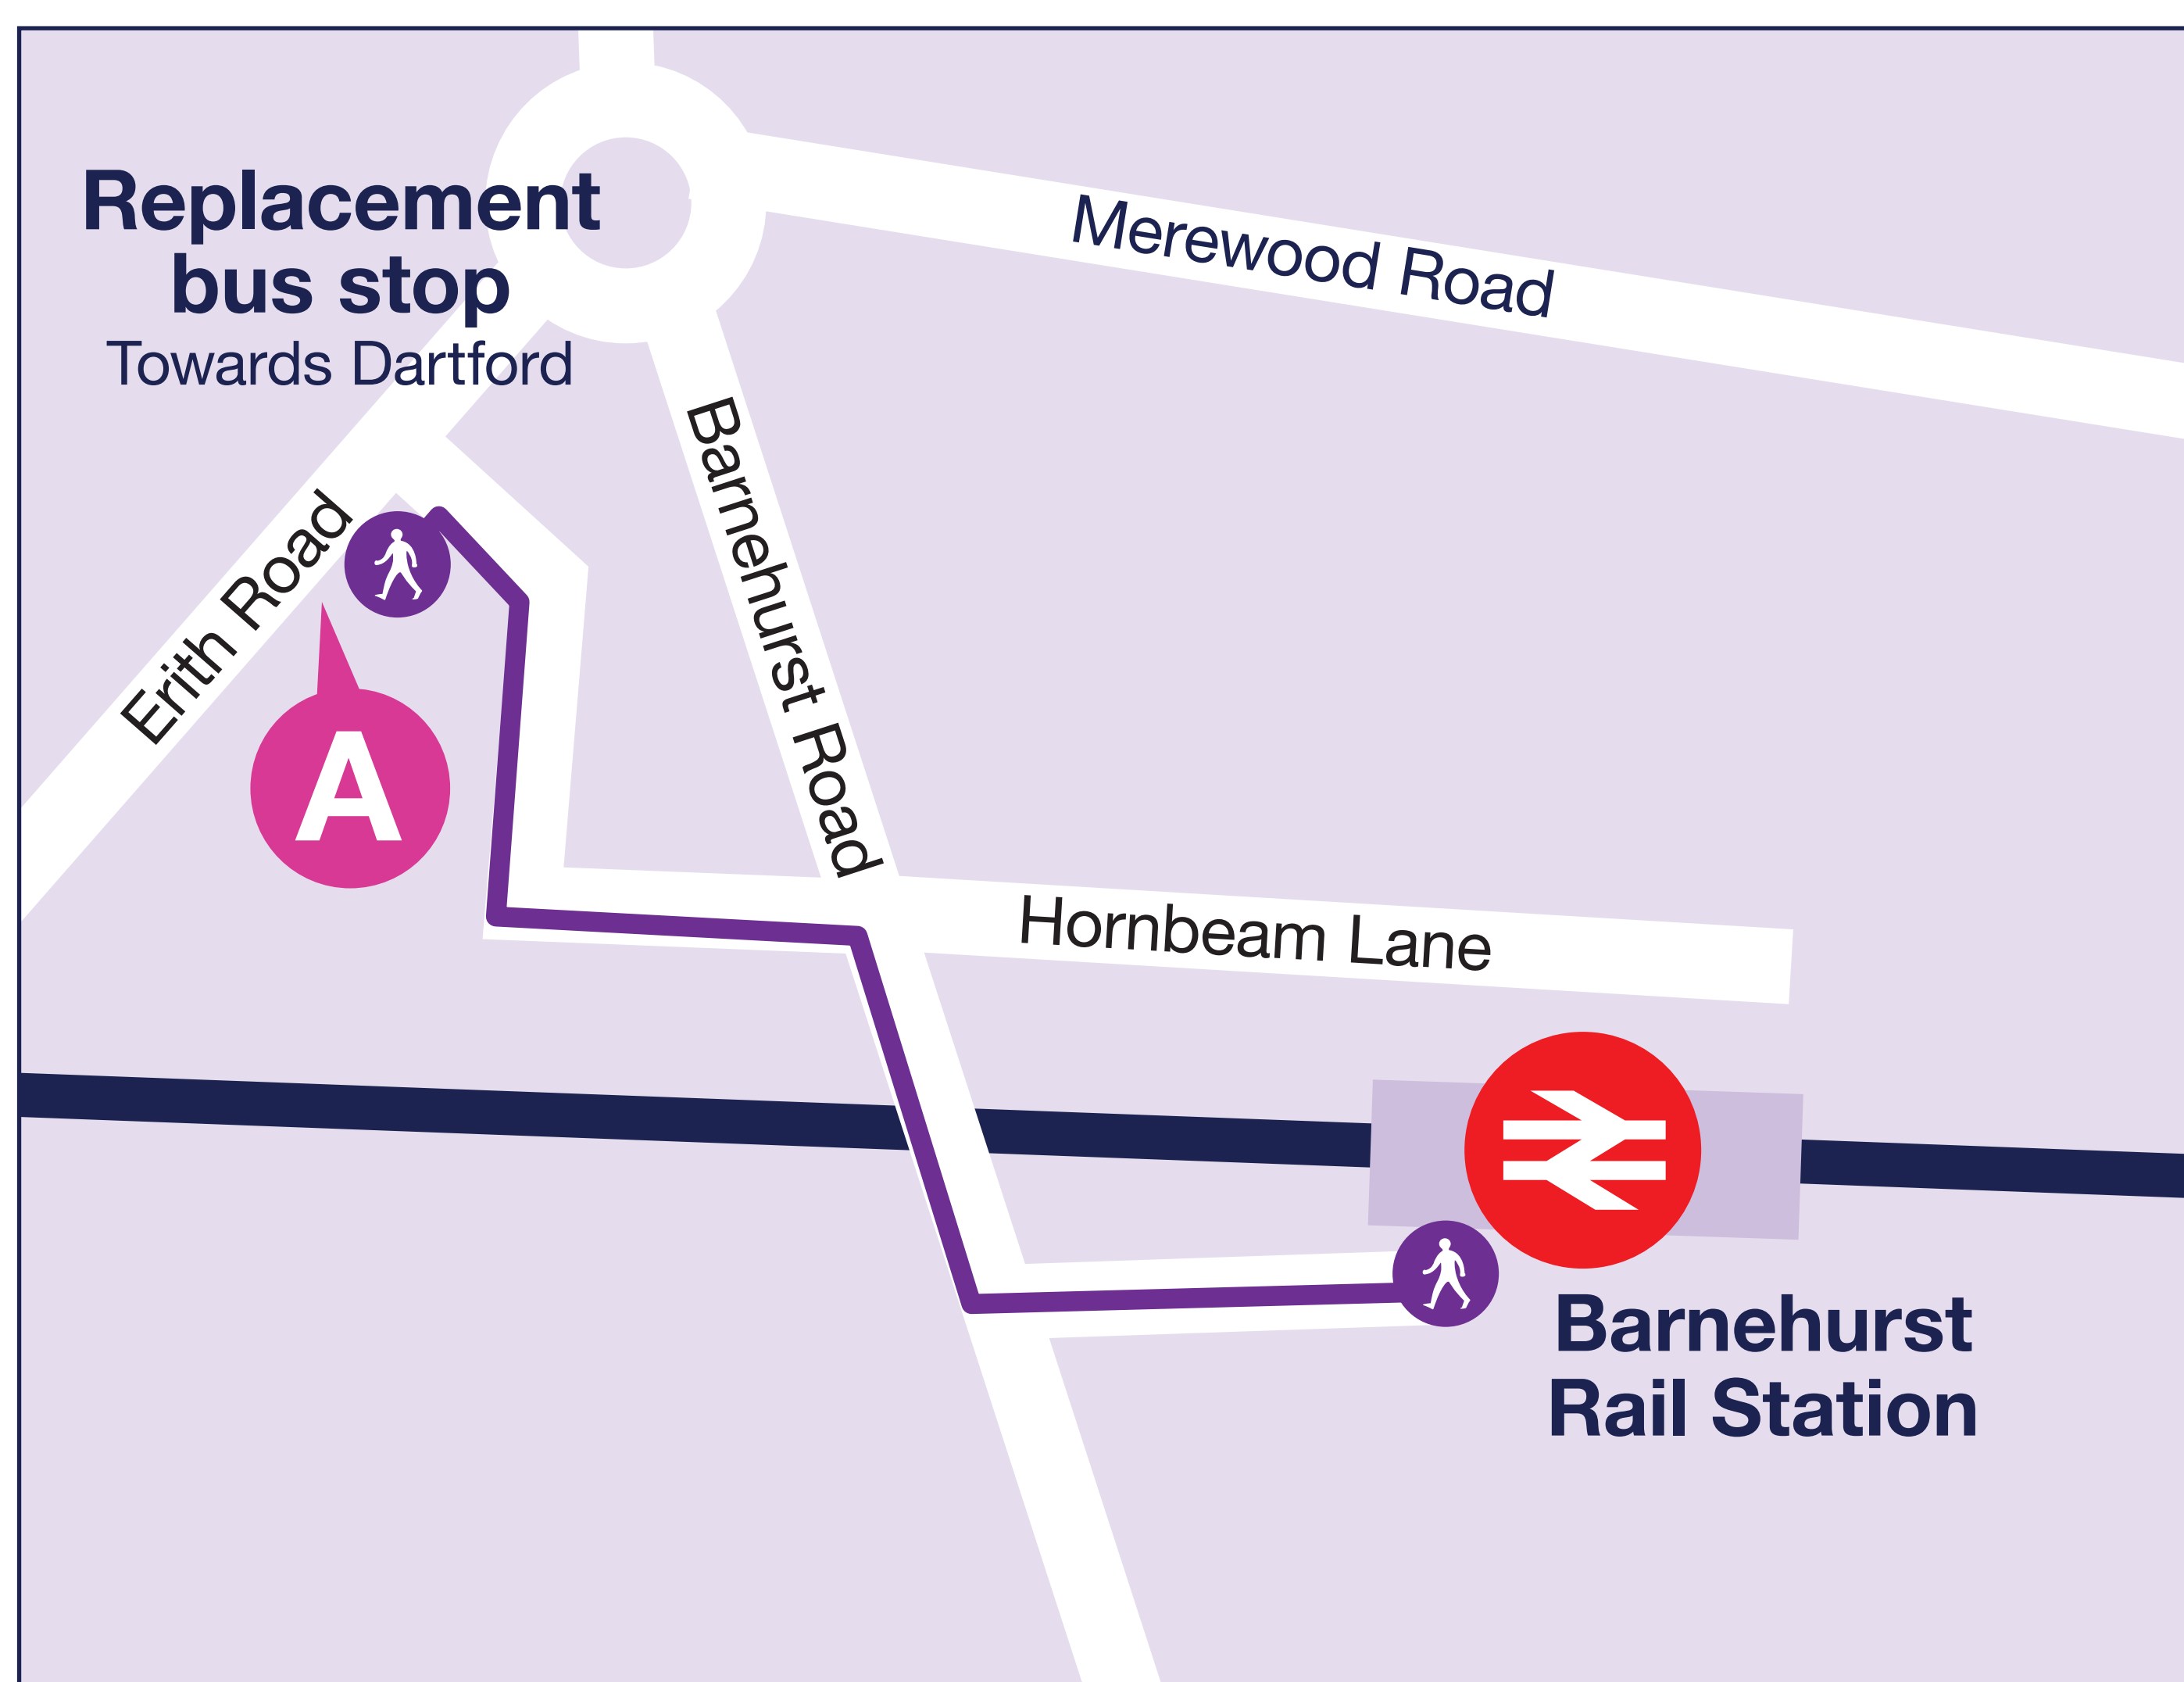 Replacement
bus stop
Towards Dartford
Merewood Road
Erith Road
Barnehurst Road
A
Hornbeam Lane
Barnehurst
Rail Station